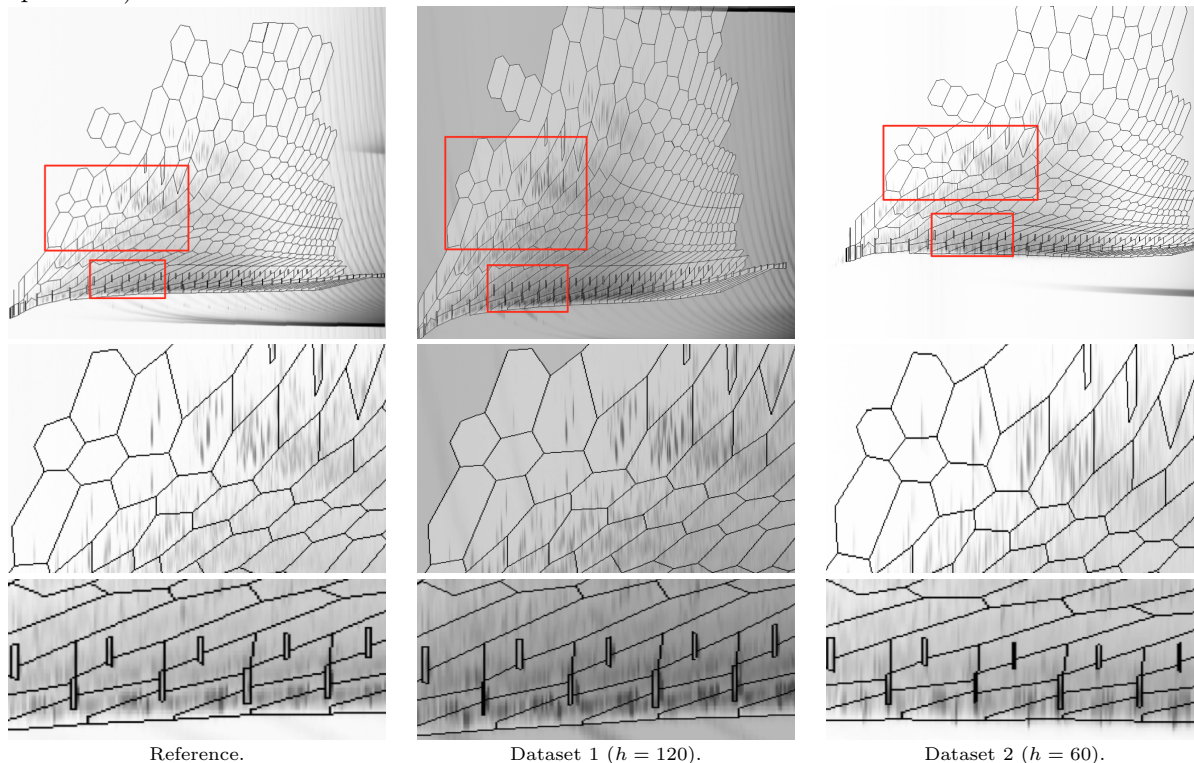 Reference.
Dataset 1 (h = 120).
Dataset 2 (h = 60).